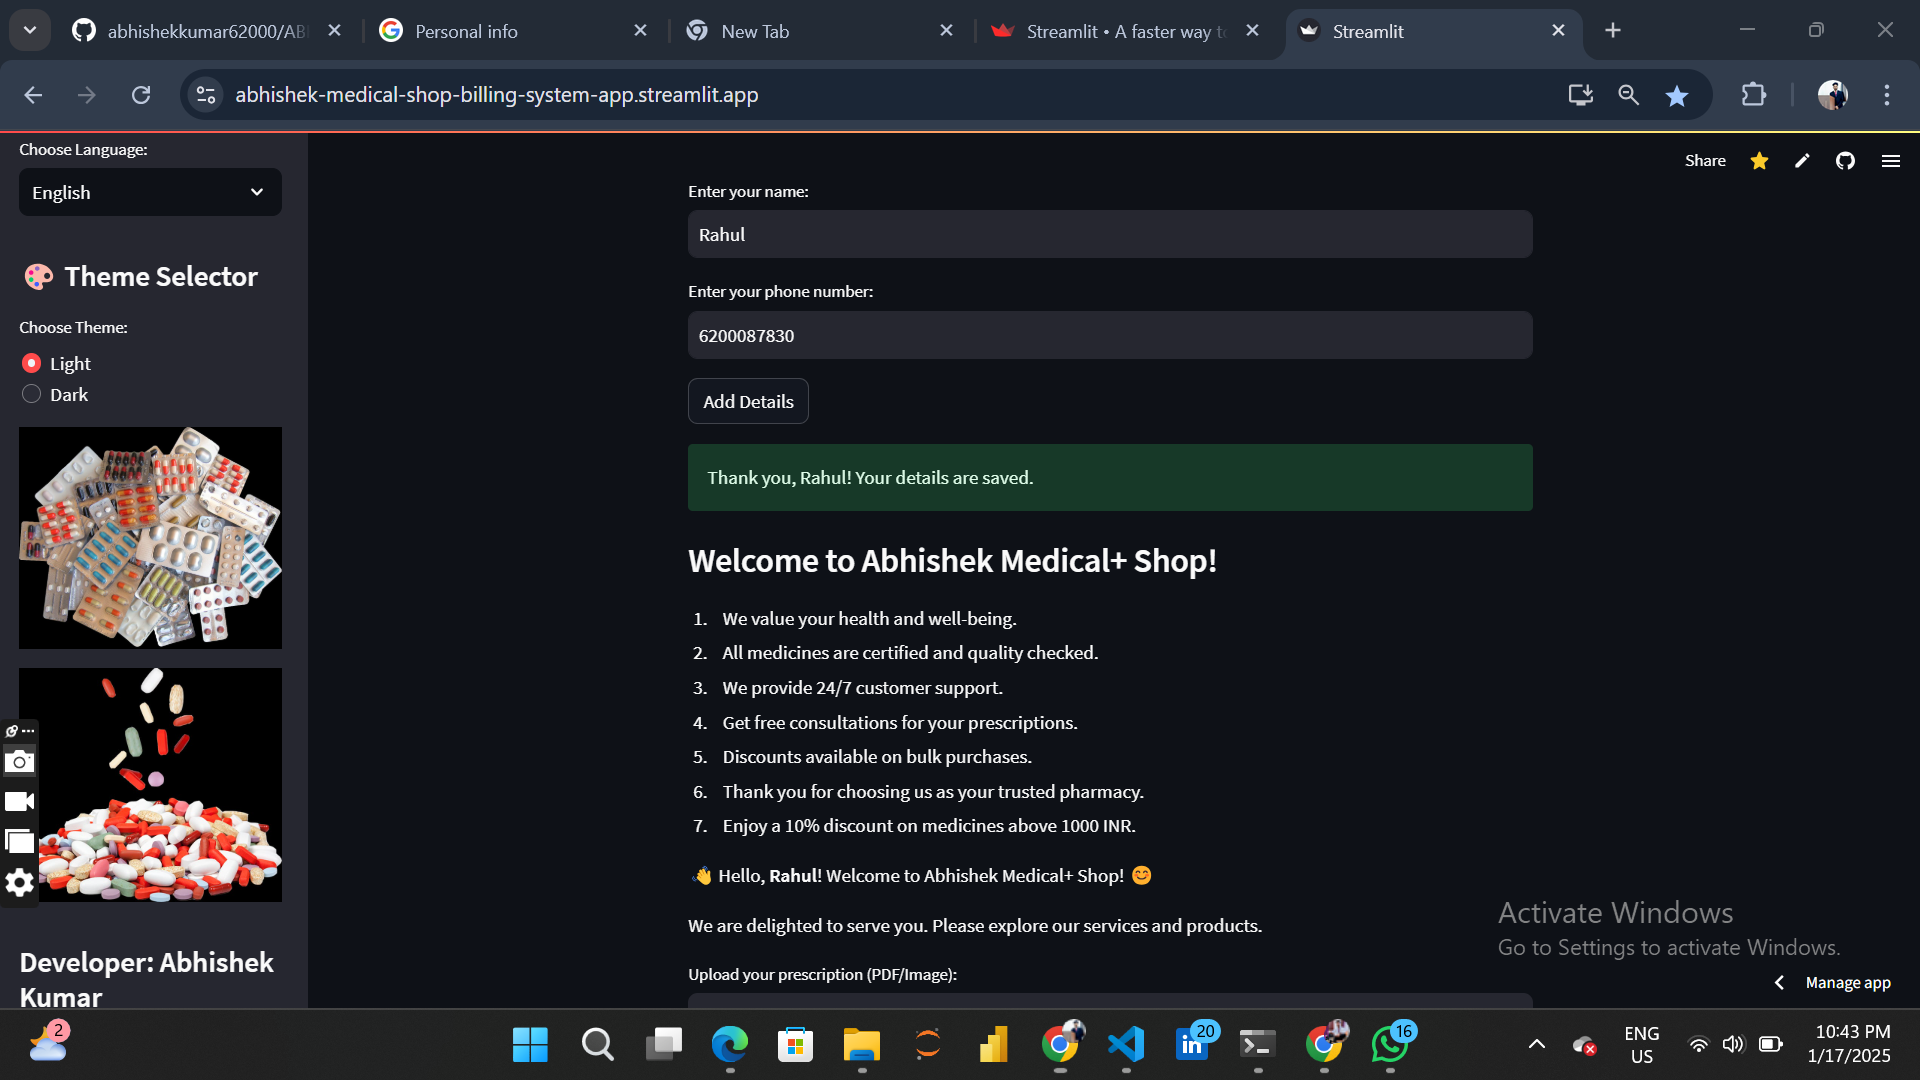 abhishekkumar62000/AB
Personal info
New Tab
Streamlit • A faster way to
Streamlit
abhishek-medical-shop-billing-system-app.streamlit.app
Share
Choose Language:
English
Theme Selector
Choose Theme:
Light
Dark
Developer: Abhishek
Kumar
Enter your name:
Rahul
Enter your phone number:
6200087830
Add Details
Thank you, Rahul! Your details are saved.
Welcome to Abhishek Medical+ Shop!
1. We value your health and well-being.
2. All medicines are certified and quality checked.
3. We provide 24/7 customer support.
4. Get free consultations for your prescriptions.
5. Discounts available on bulk purchases.
6. Thank you for choosing us as your trusted pharmacy.
7. Enjoy a 10% discount on medicines above 1000 INR.
👋 Hello, Rahul! Welcome to Abhishek Medical+ Shop! 😊
We are delighted to serve you. Please explore our services and products.
Upload your prescription (PDF/Image):
Activate Windows
Go to Settings to activate Windows.
Manage app
2
20
16
ENG
US
10:43 PM
1/17/2025